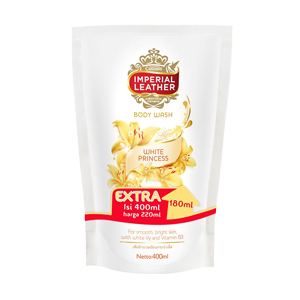 IMPERIAL
LEATHER
BODY WASH
WHITE
PRINCESS
EXTRA
180ml
Isi 400ml
harga 220ml
For smooth, bright skin,
with white lily and Vitamin B3
Netto 400ml